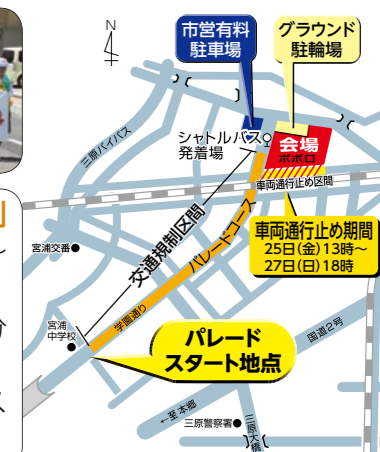 N
市営有料
駐車場
グラウンド
駐輪場
シャトルバス
発着場
会場
ポポロ
三原バイパス
車両通行止め区間
車両通行止め期間
25日(金)13時～
27日(日)18時
交通規制区間
パレードコース
宮浦交番
学園通り
宮浦
中学校
パレード
スタート地点
国道2号
←至本郷
三原警察署
三原大橋
～
分